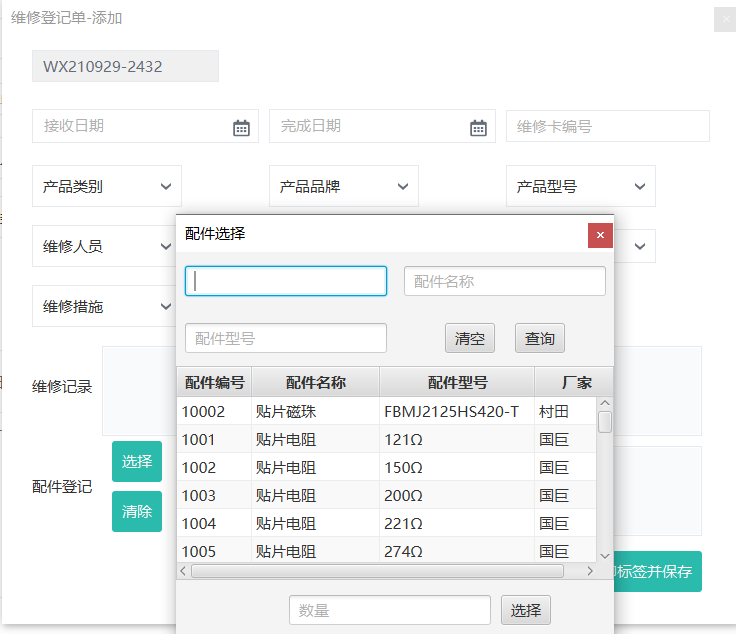 维修登记单-添加
WX210929-2432
接收日期 完成日期 维修卡编号
产品类别 产品品牌 产品型号
维修人员
维修措施
维修记录
配件登记
选择
清除
标签并保存
配件选择
配件名称
配件型号 清空 查询
配件编号 配件名称 配件型号 厂家
10002 贴片磁珠 FBMJ2125HS420-T 村田
1001 贴片电阻 121Ω 国巨
1002 贴片电阻 150Ω 国巨
1003 贴片电阻 200Ω 国巨
1004 贴片电阻 221Ω 国巨
1005 贴片电阻 274Ω 国巨
数量 选择